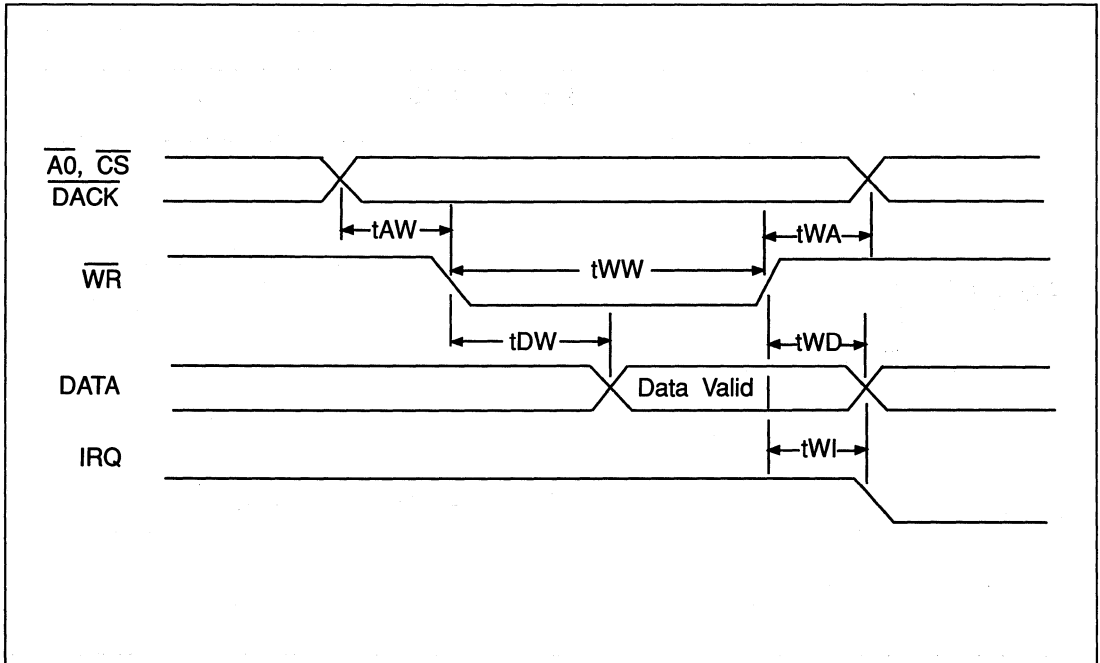 A0, CS
DACK
tAW
tWA
WR
tWW
tDW
tWD
DATA
Data Valid
tWI
IRQ